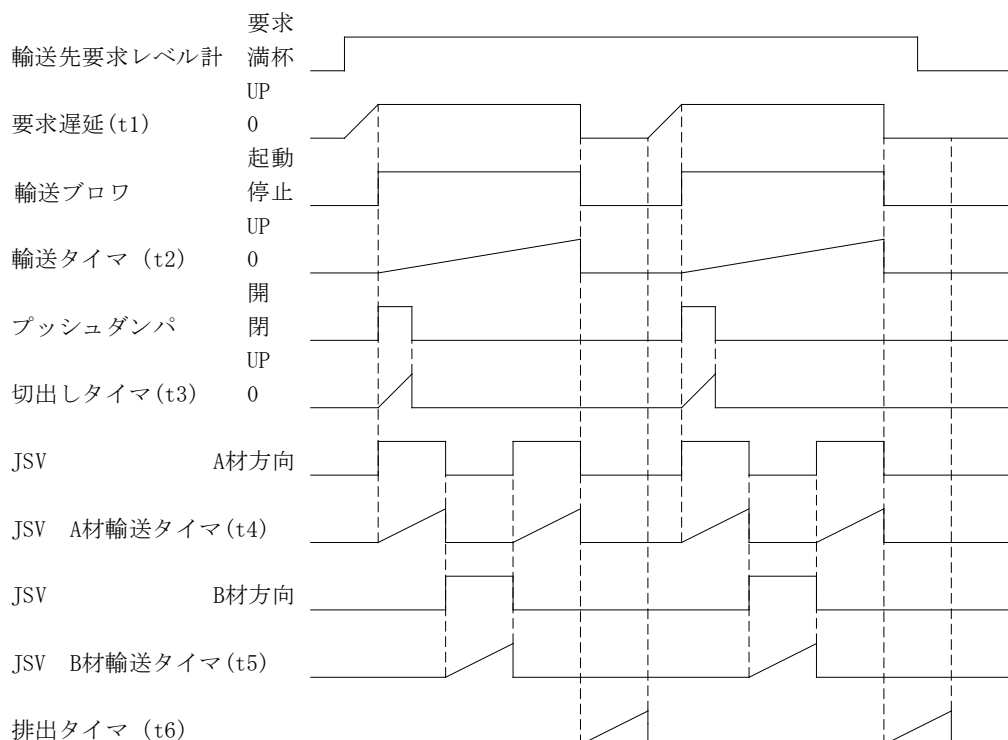 要求
輸送先要求レベル計 満杯
UP
要求遅延(t1) 0
起動
輸送ブロワ 停止
UP
輸送タイマ (t2) 0
開
プッシュダンパ 閉
UP
切出しタイマ(t3) 0
JSV A材方向
JSV A材輸送タイマ(t4)
JSV B材方向
JSV B材輸送タイマ(t5)
排出タイマ (t6)